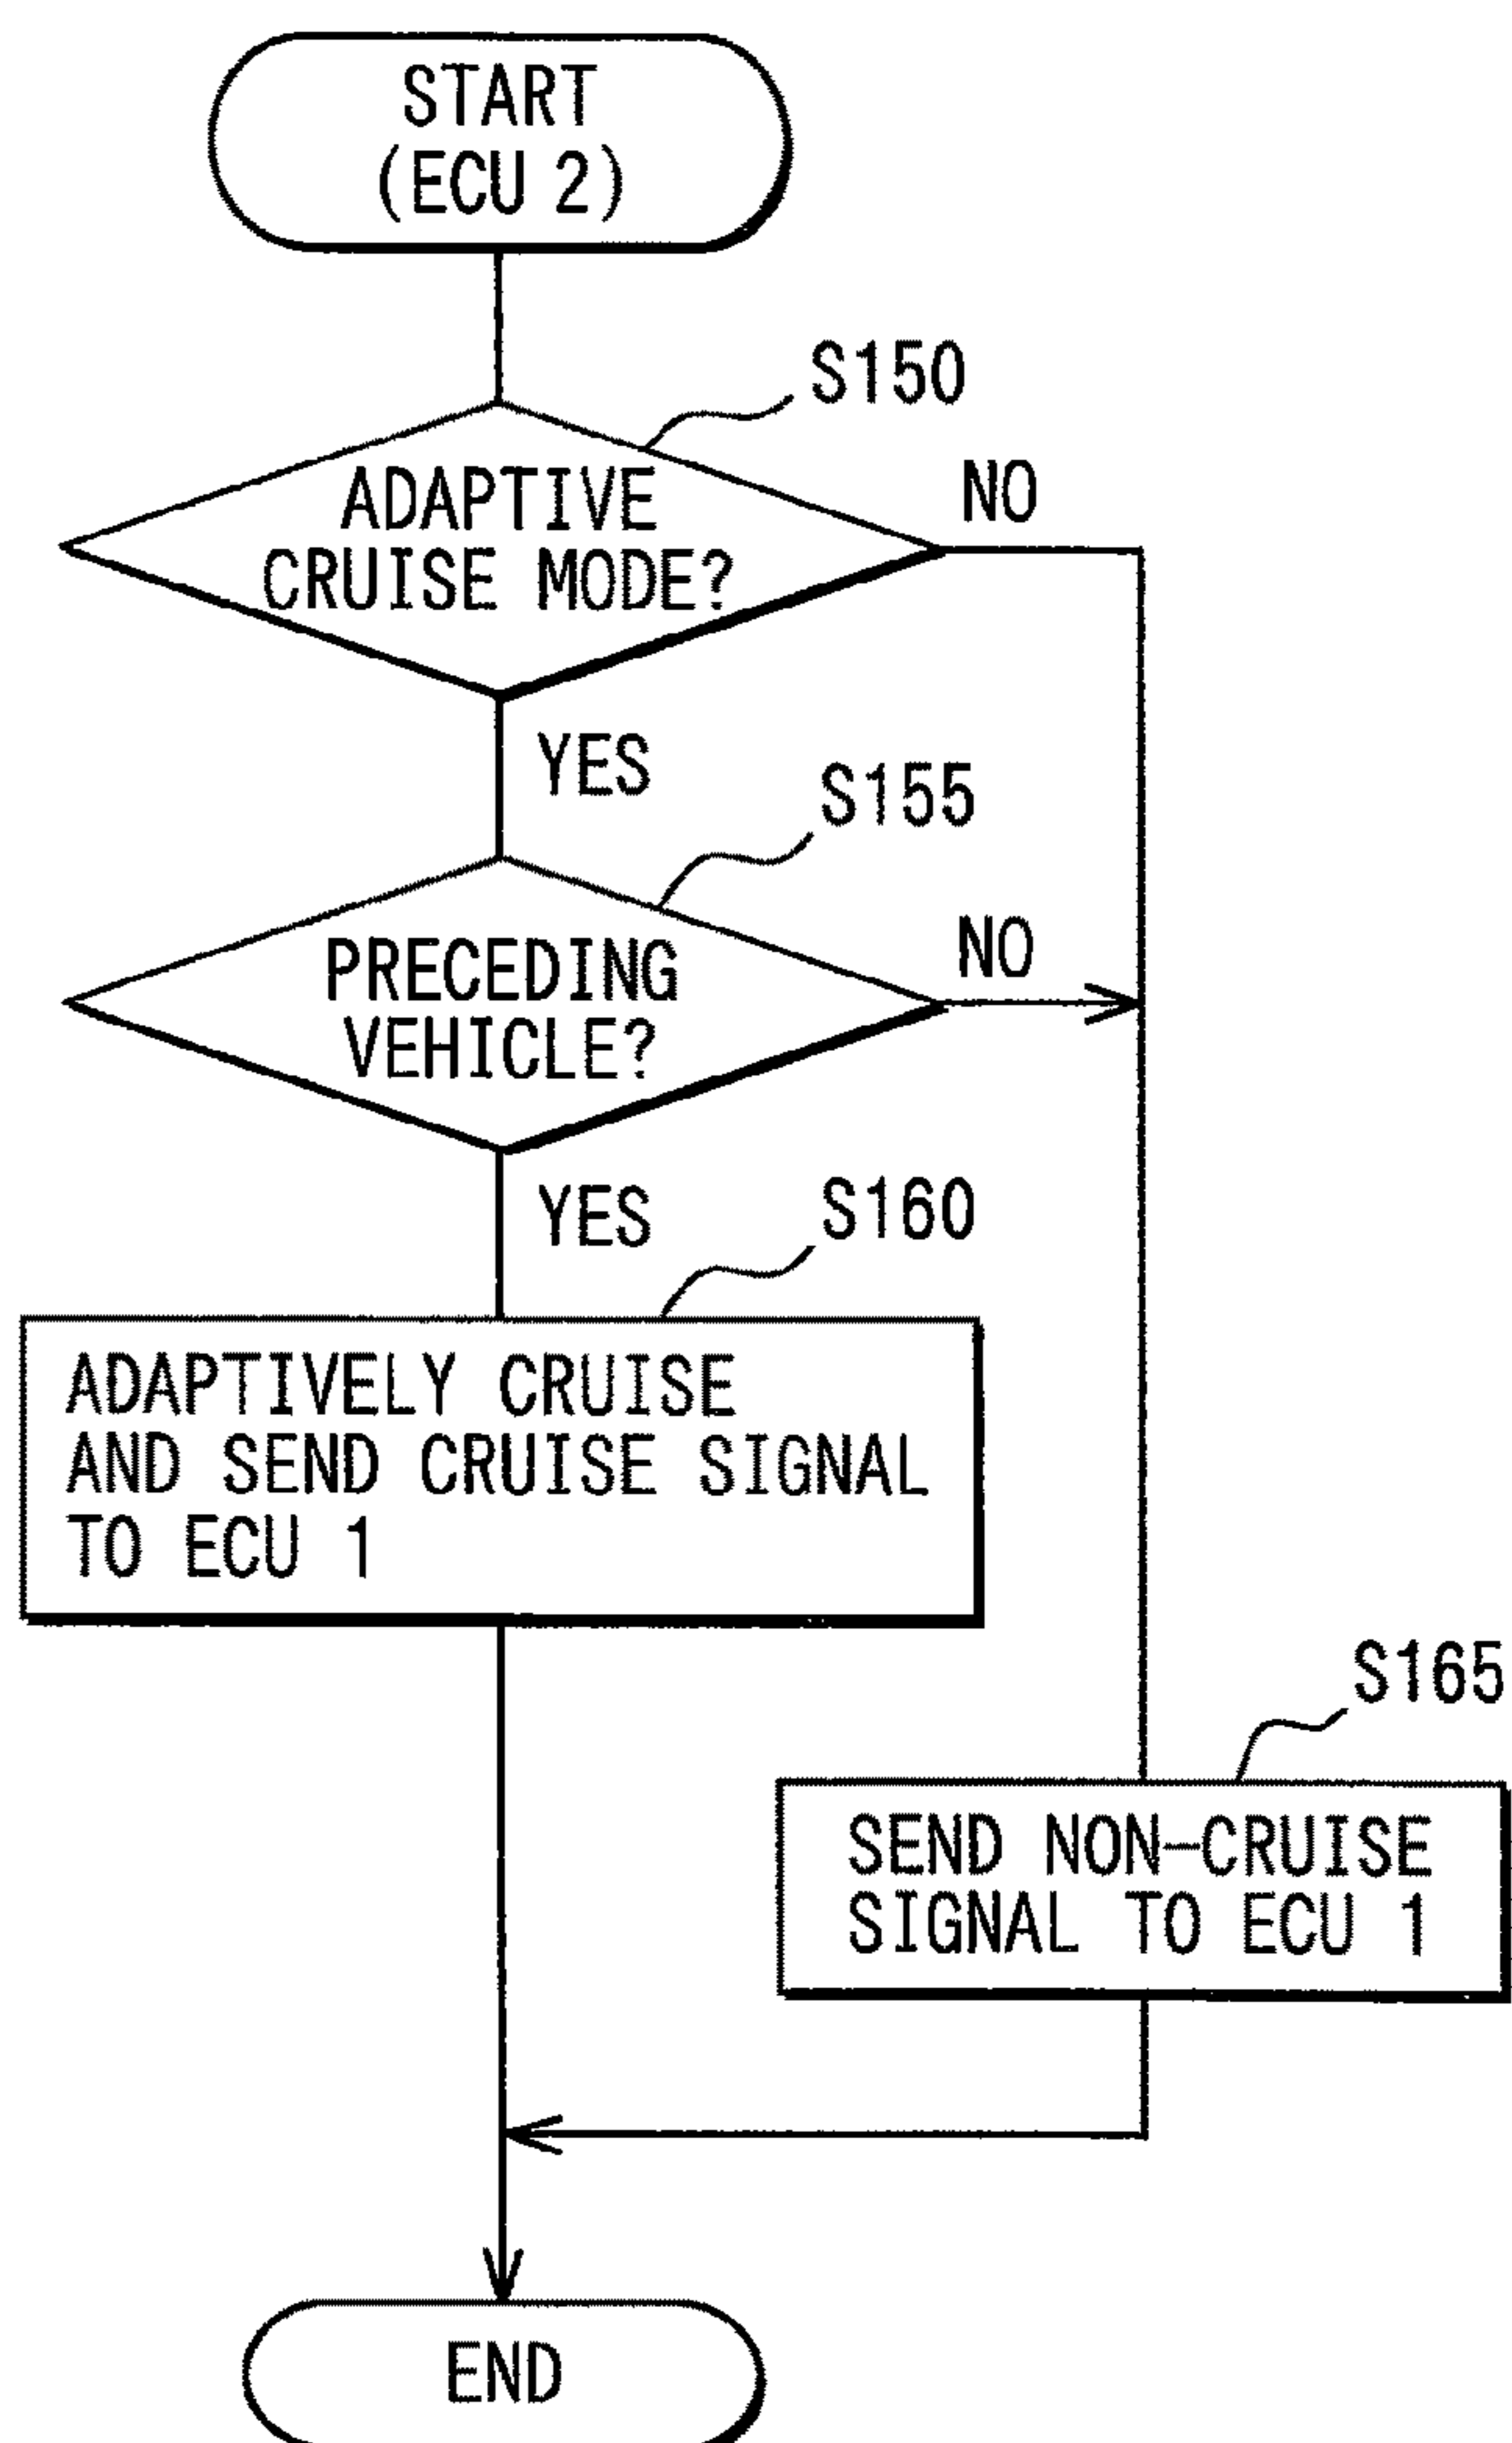 START
(ECU 2)
S150
ADAPTIVE
CRUISE MODE?
NO
YES
S155
PRECEDING
VEHICLE?
NO
YES
S160
ADAPTIVELY CRUISE
AND SEND CRUISE SIGNAL
TO ECU 1
S165
SEND NON-CRUISE
SIGNAL TO ECU 1
END